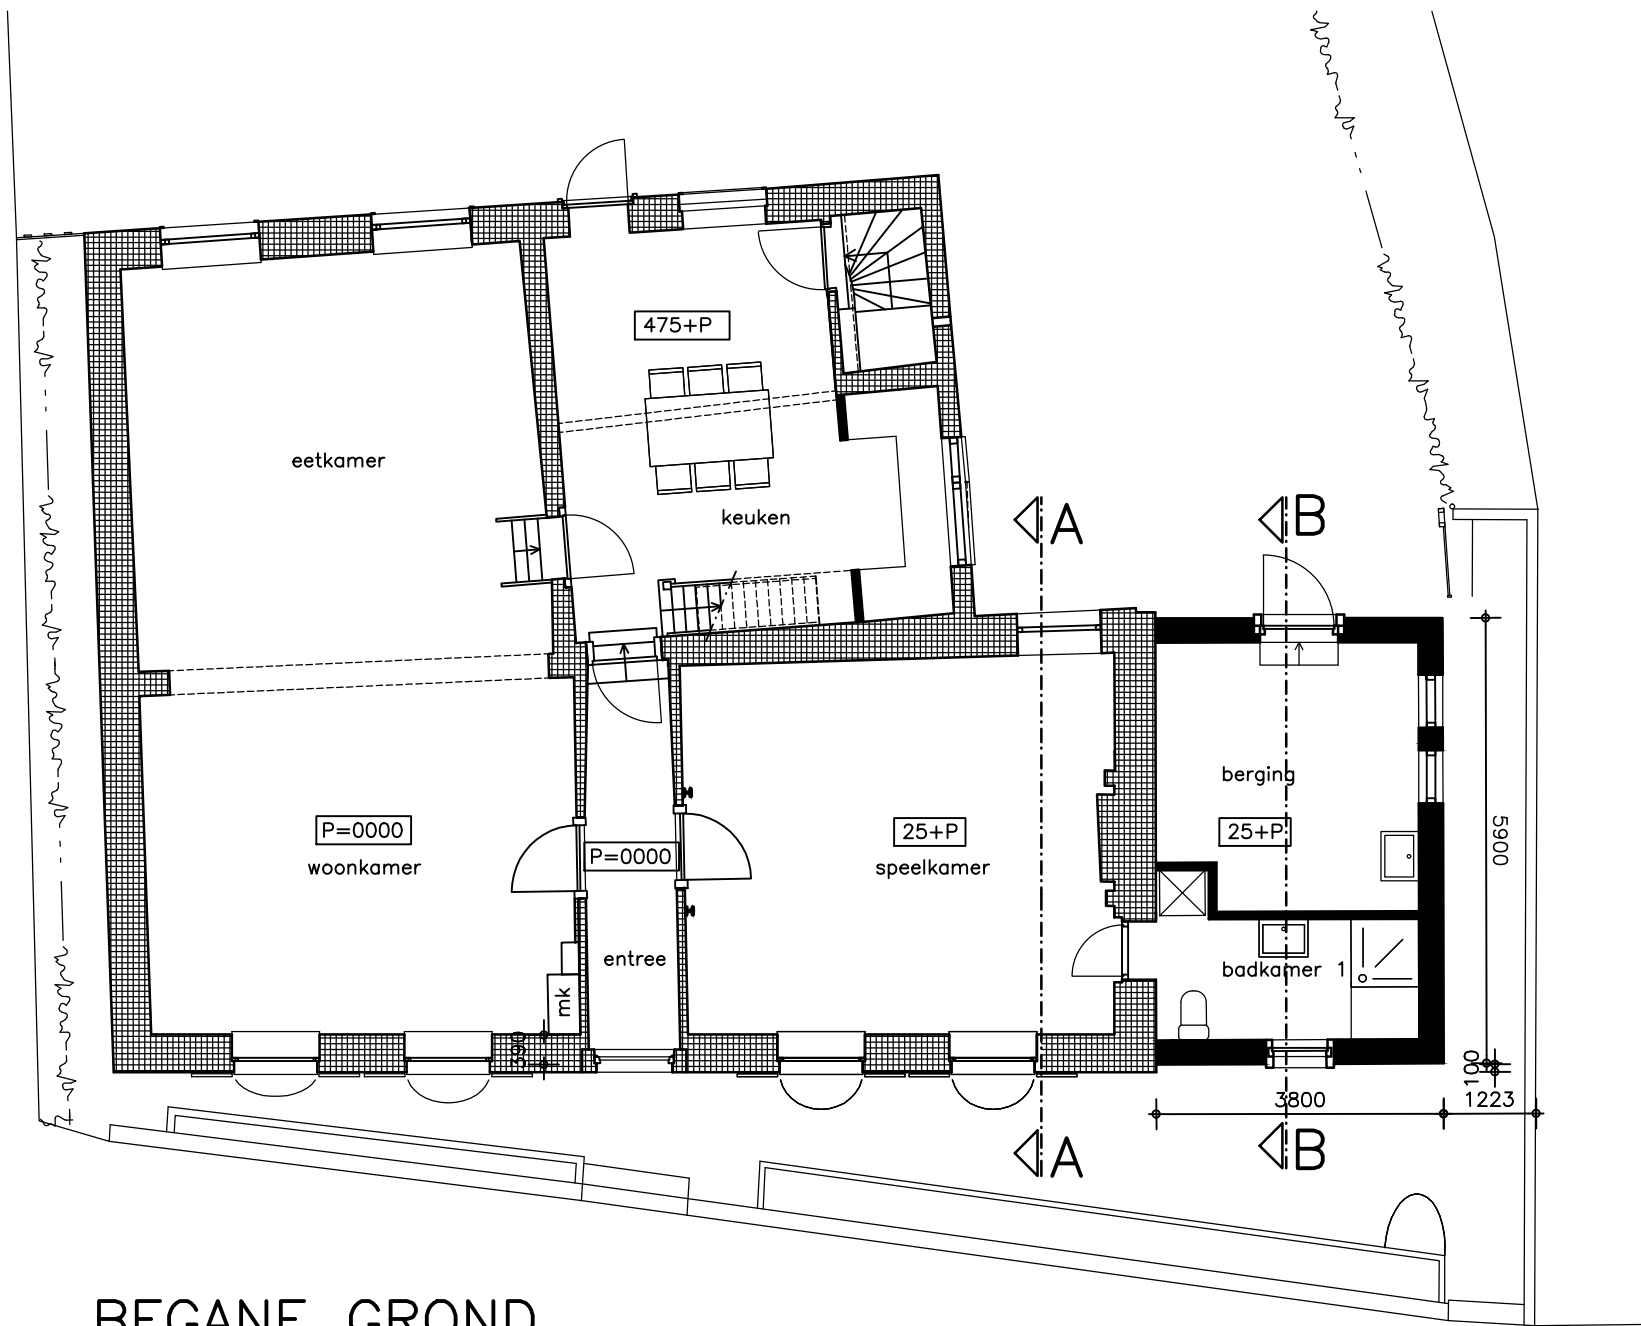 475+P
eetkamer
keuken
A
B
berging
P=0000
25+P
25+P
woonkamer
P=0000
speelkamer
5900
entree
badkamer 1
mk
390
100
3800
1223
A
B
BEGANE GROND